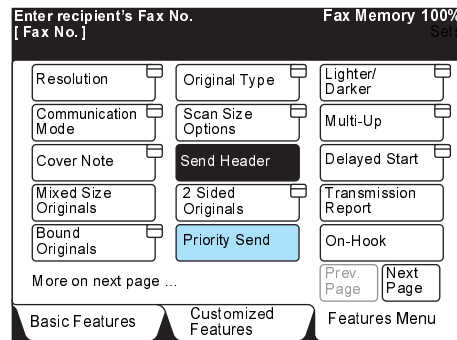 Enter recipient's Fax No.
Fax Memory 100%
[ Fax No. ]
Sets
Resolution
Original Type
Lighter/
Darker
Communication
Mode
Scan Size
Options
Multi-Up
Cover Note
Send Header
Delayed Start
Mixed Size
Originals
2 Sided
Originals
Transmission
Report
Bound
Originals
Priority Send
On-Hook
More on next page ...
Prev.
Page
Next
Page
Basic Features
Customized
Features
Features Menu